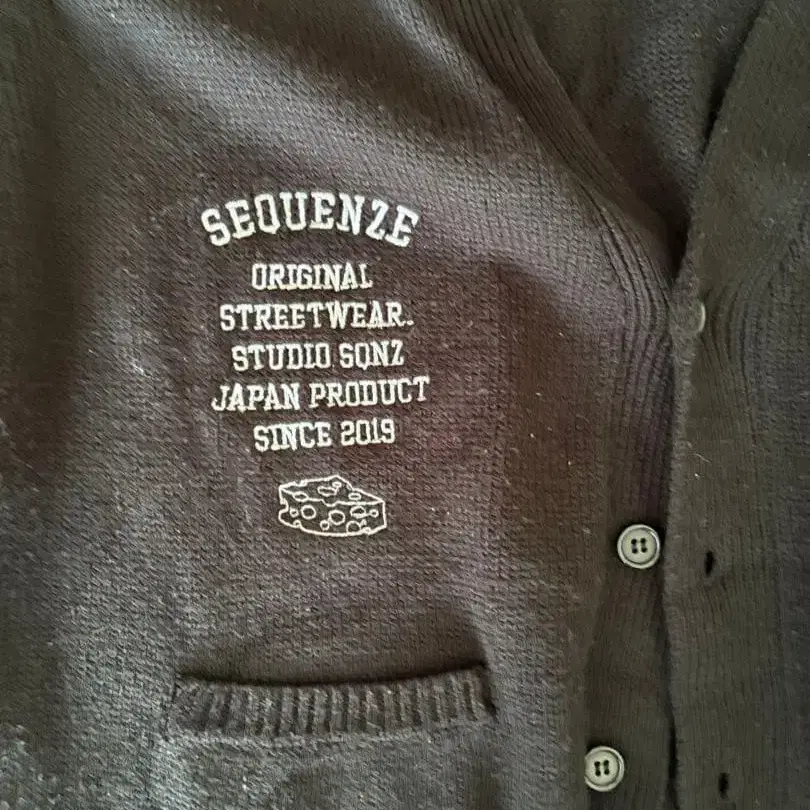 SEQUENZE
ORIGINAL
STREETWEAR.
STUDIO SQNZ
JAPAN PRODUCT
SINCE 2019